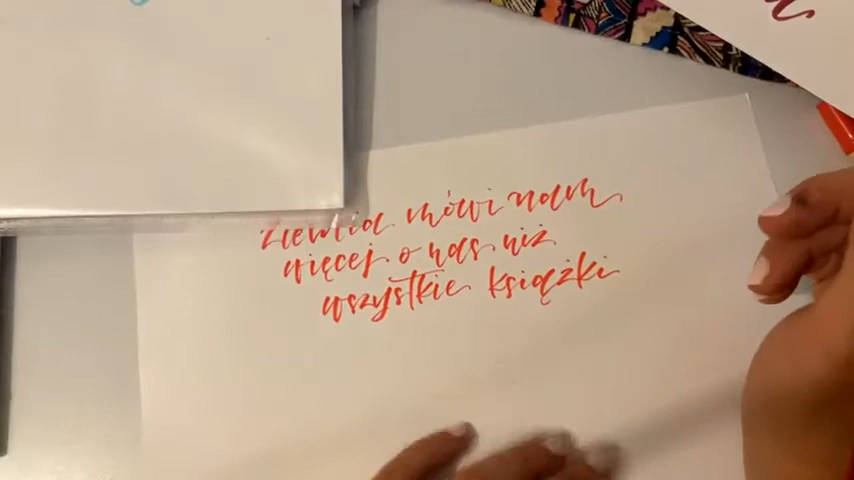 ziemia mówi nam
więcej o nas niż
wszystkie książki